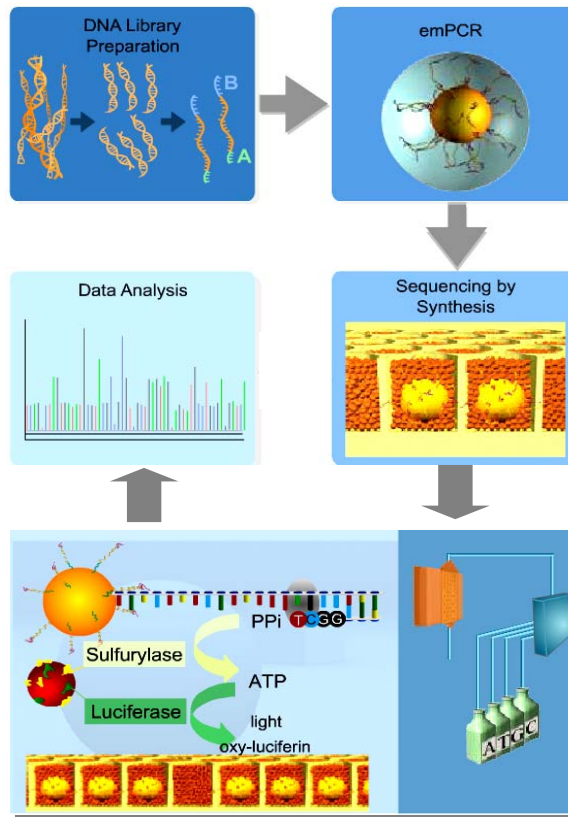 DNA Library
Preparation
B
A
emPCR
Sequencing by
Synthesis
Data Analysis
PPi
T C G G
Sulfurylase
ATP
Luciferase
light
oxy-luciferin
A T G C